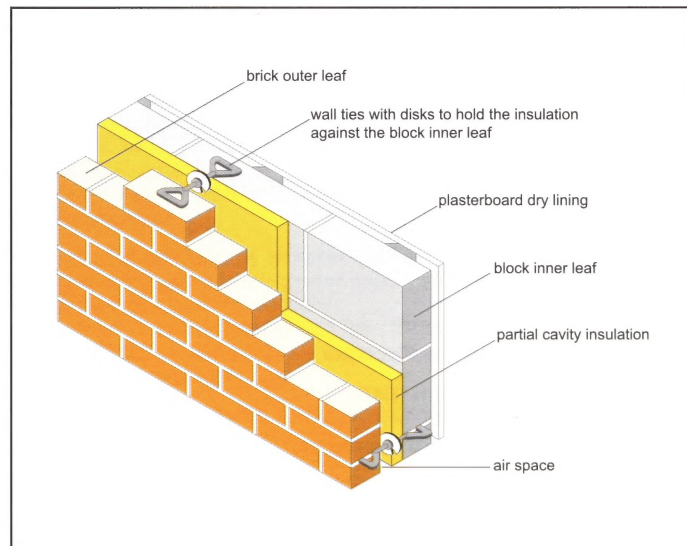 brick outer leaf
wall ties with disks to hold the insulation
against the block inner leaf
plasterboard dry lining
block inner leaf
partial cavity insulation
air space